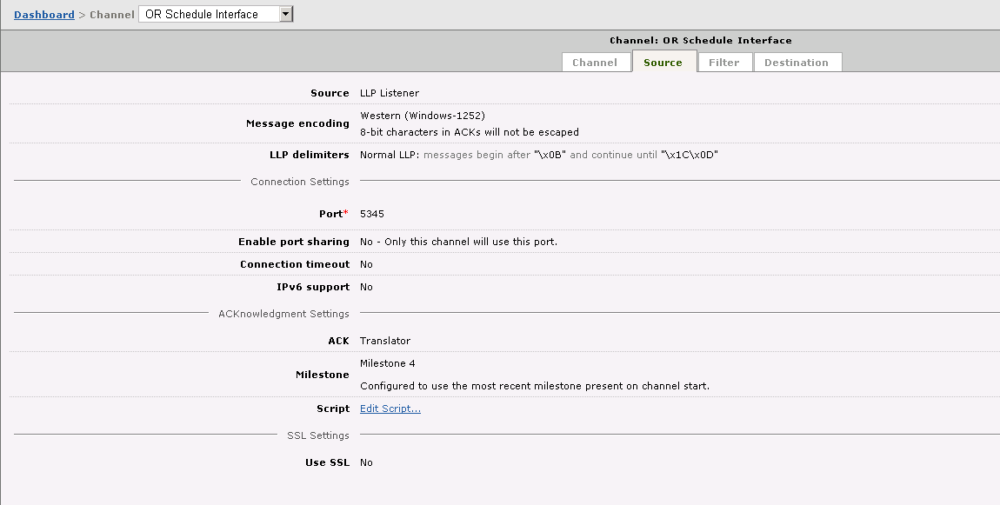 Dashboard > Channel OR Schedule Interface
Channel: OR Schedule Interface
Channel Source Filter Destination
Source LLP Listener
Message encoding Western (Windows-1252)
8-bit characters in ACKs will not be escaped
LLP delimiters Normal LLP: messages begin after "\x0B" and continue until "\x1C\x0D"
Connection Settings
Port* 5345
Enable port sharing No - Only this channel will use this port.
Connection timeout No
IPv6 support No
ACKnowledgment Settings
ACK Translator
Milestone Milestone 4
Configured to use the most recent milestone present on channel start.
Script Edit Script...
SSL Settings
Use SSL No